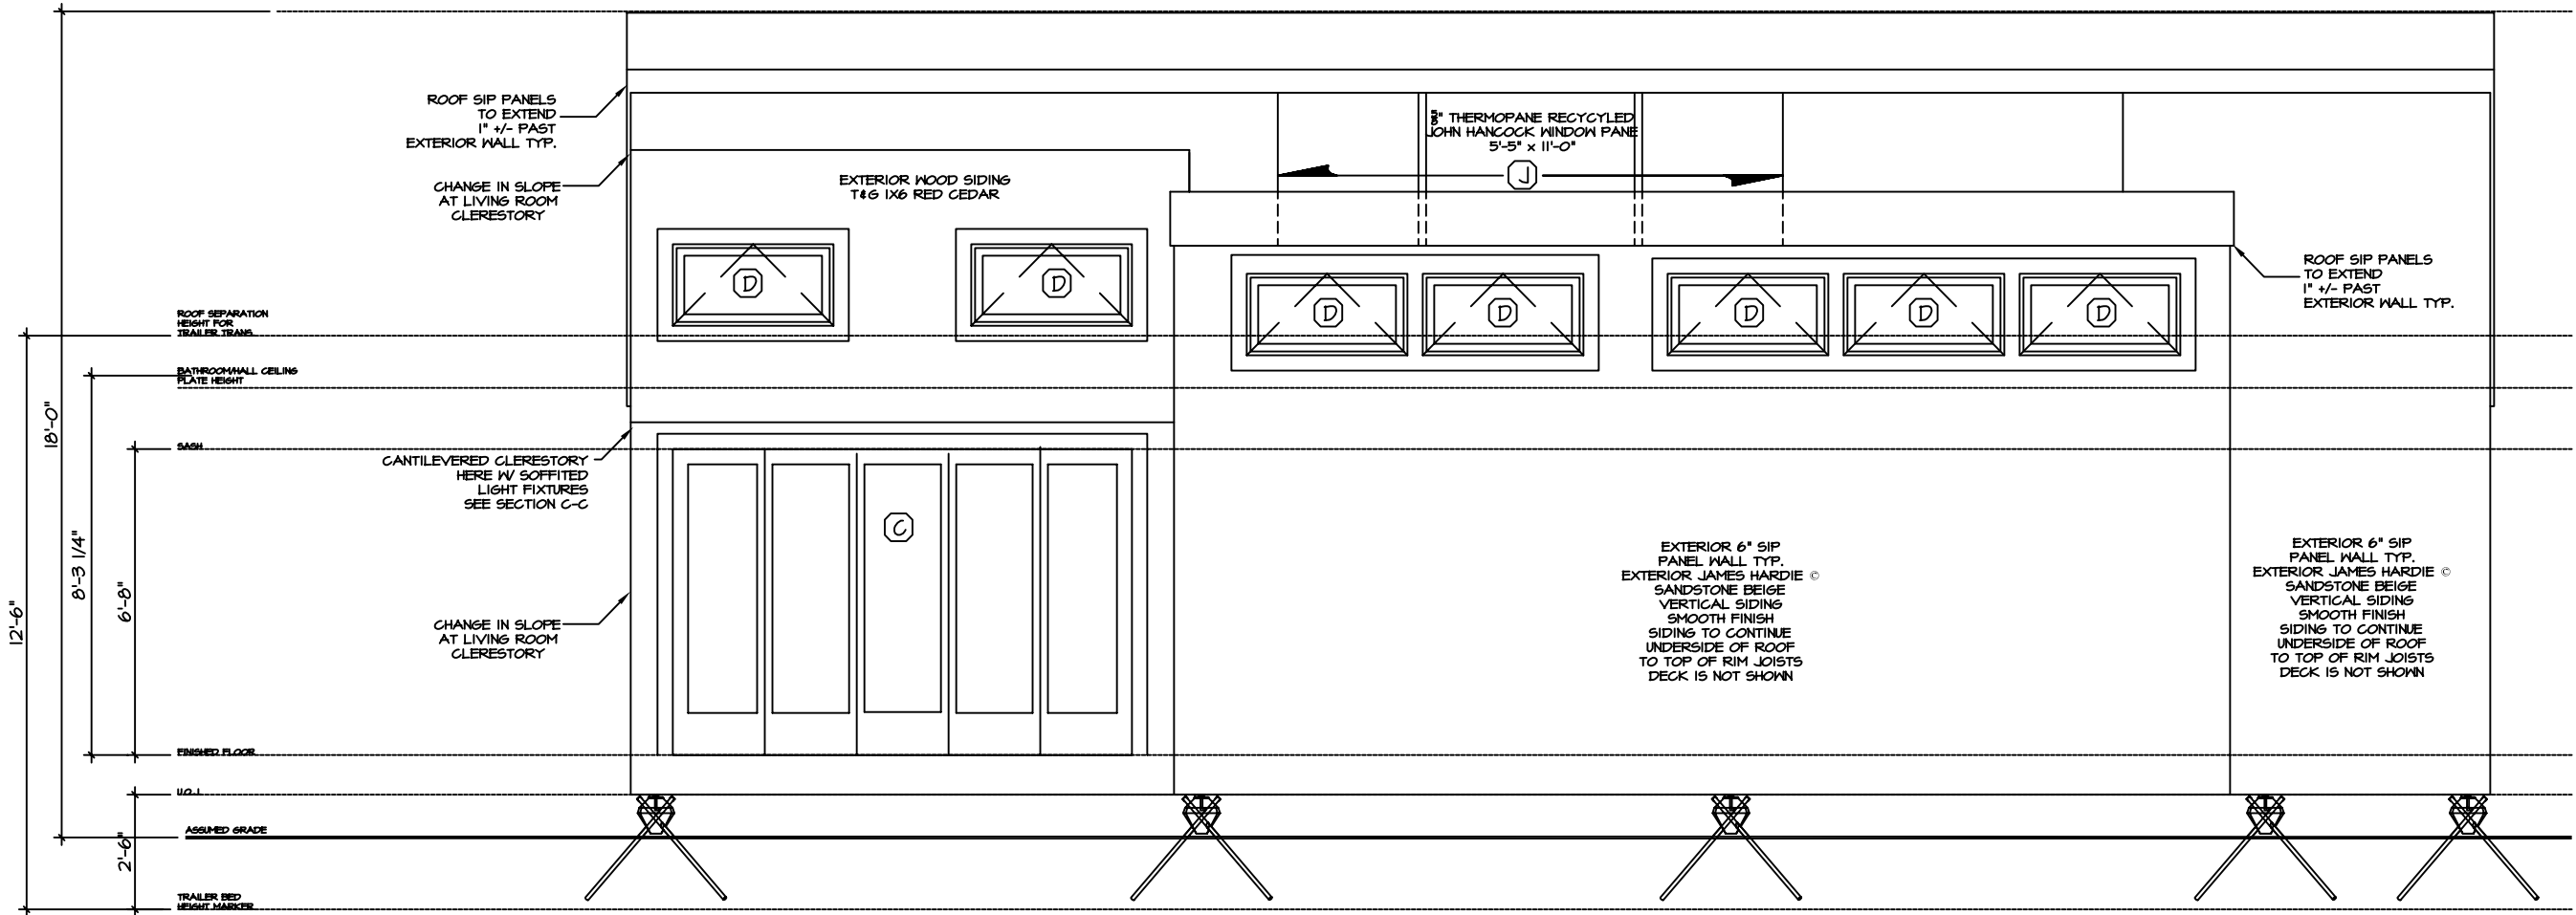 ROOF SIP PANELS
TO EXTEND
1" +/- PAST
EXTERIOR WALL TYP.
CHANGE IN SLOPE
AT LIVING ROOM
CLERESTORY
EXTERIOR WOOD SIDING
T&G 1X6 RED CEDAR
5/8" THERMOPANE RECYCYLED
JOHN HANCOCK WINDOW PANE
5'-5" x 11'-0"
J
ROOF SIP PANELS
TO EXTEND
1" +/- PAST
EXTERIOR WALL TYP.
D
D
D
D
D
D
D
ROOF SEPARATION
HEIGHT FOR
TRAILER TRANS.
BATHROOM/HALL CEILING
PLATE HEIGHT
SASH
18'-0"
8'-3 1/4"
6'-8"
12'-6"
2'-6"
CANTILEVERED CLERESTORY
HERE W/ SOFFITED
LIGHT FIXTURES
SEE SECTION C-C
C
CHANGE IN SLOPE
AT LIVING ROOM
CLERESTORY
EXTERIOR 6" SIP
PANEL WALL TYP.
EXTERIOR JAMES HARDIE ©
SANDSTONE BEIGE
VERTICAL SIDING
SMOOTH FINISH
SIDING TO CONTINUE
UNDERSIDE OF ROOF
TO TOP OF RIM JOISTS
DECK IS NOT SHOWN
EXTERIOR 6" SIP
PANEL WALL TYP.
EXTERIOR JAMES HARDIE ©
SANDSTONE BEIGE
VERTICAL SIDING
SMOOTH FINISH
SIDING TO CONTINUE
UNDERSIDE OF ROOF
TO TOP OF RIM JOISTS
DECK IS NOT SHOWN
FINISHED FLOOR
U.O.J.
ASSUMED GRADE
TRAILER BED
HEIGHT MARKER